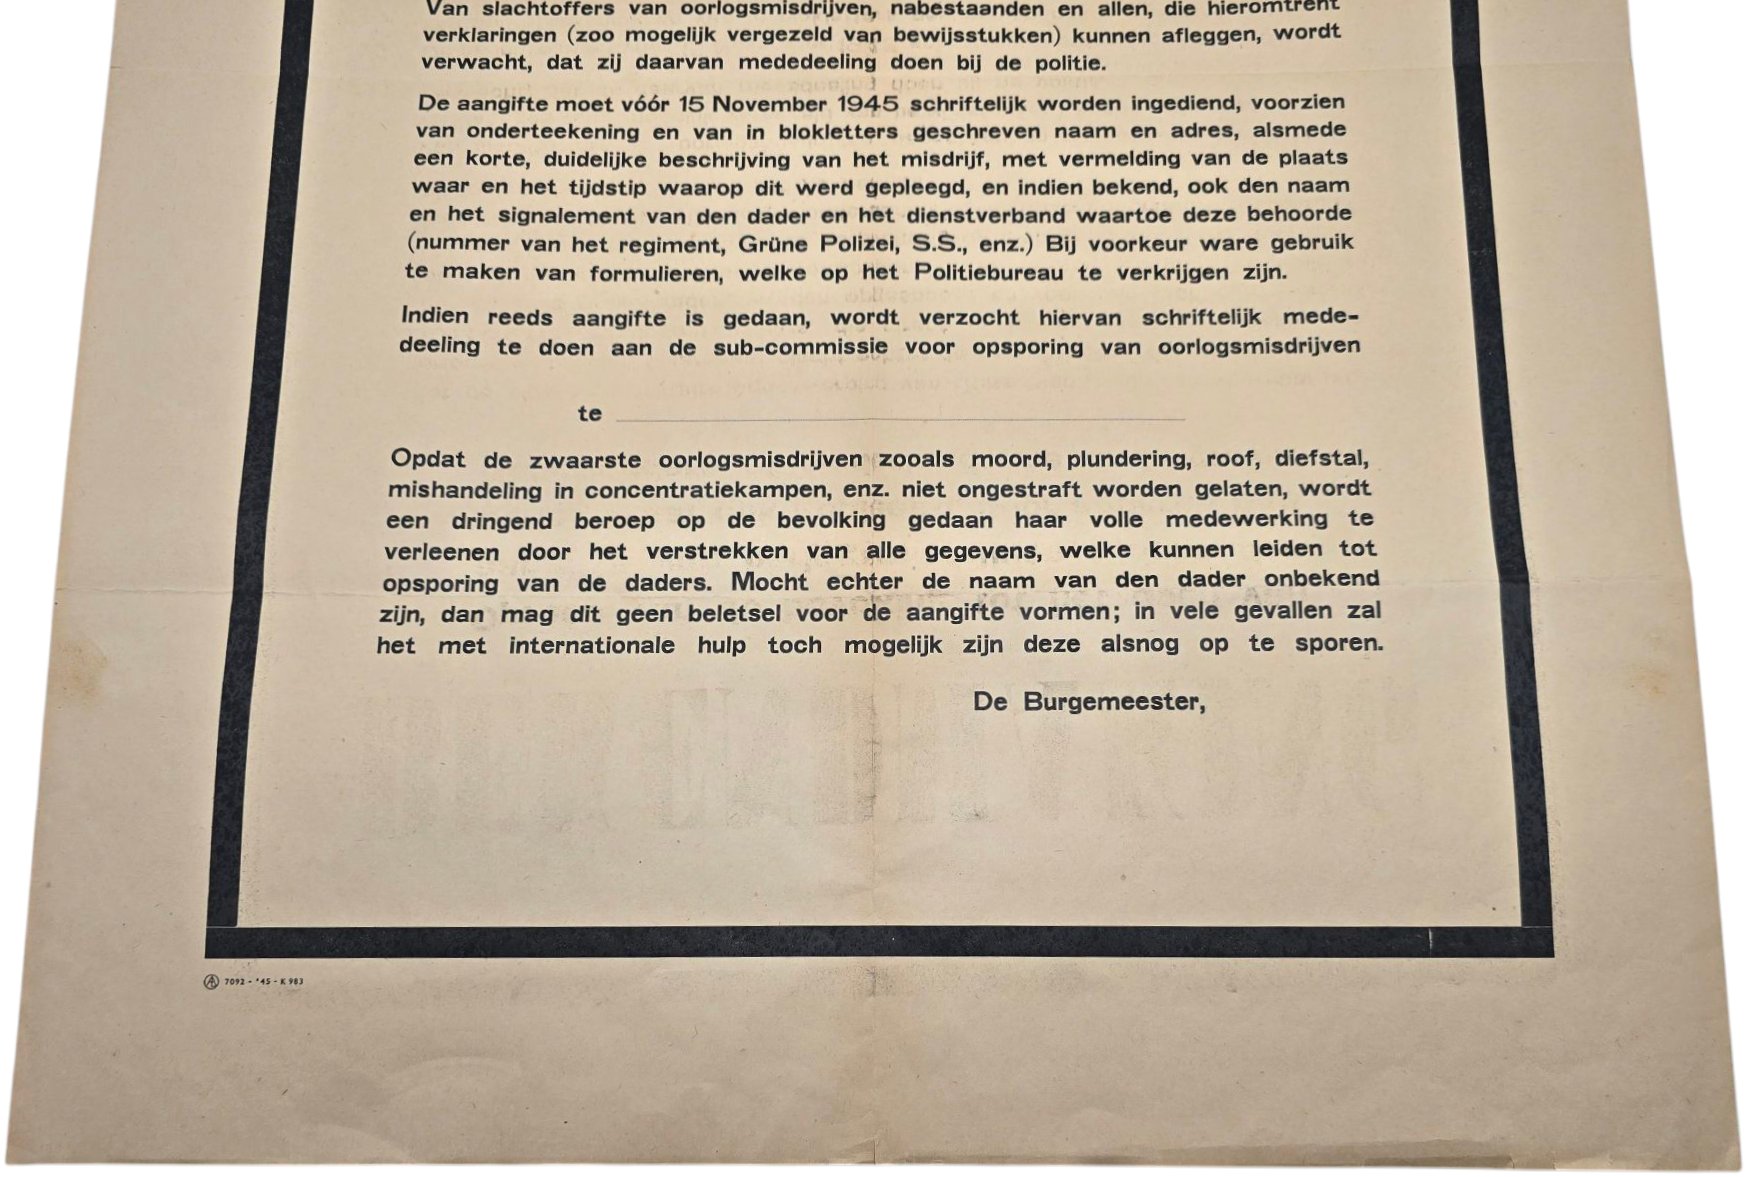 Van slachtoffers van oorlogsmisdrijven, nabestaanden en allen, die hieromtrent
verklaringen (zoo mogelijk vergezeld van bewijsstukken) kunnen afleggen, wordt
verwacht, dat zij daarvan mededeeling doen bij de politie.
De aangifte moet vóór 15 November 1945 schriftelijk worden ingediend, voorzien
van onderteekening en van in blokletters geschreven naam en adres, alsmede
een korte, duidelijke beschrijving van het misdrijf, met vermelding van de plaats
waar en het tijdstip waarop dit werd gepleegd, en indien bekend, ook den naam
en het signalement van den dader en het dienstverband waartoe deze behoorde
(nummer van het regiment, Grüne Polizei, S.S., enz.) Bij voorkeur ware gebruik
te maken van formulieren, welke op het Politiebureau te verkrijgen zijn.
Indien reeds aangifte is gedaan, wordt verzocht hiervan schriftelijk mede-
deeling te doen aan de sub-commissie voor opsporing van oorlogsmisdrijven
te
Opdat de zwaarste oorlogsmisdrijven zooals moord, plundering, roof, diefstal,
mishandeling in concentratiekampen, enz. niet ongestraft worden gelaten, wordt
een dringend beroep op de bevolking gedaan haar volle medewerking te
verleenen door het verstrekken van alle gegevens, welke kunnen leiden tot
opsporing van de daders. Mocht echter de naam van den dader onbekend
zijn, dan mag dit geen beletsel voor de aangifte vormen; in vele gevallen zal
het met internationale hulp toch mogelijk zijn deze alsnog op te sporen.
De Burgemeester,
7092 - '45 - K 983